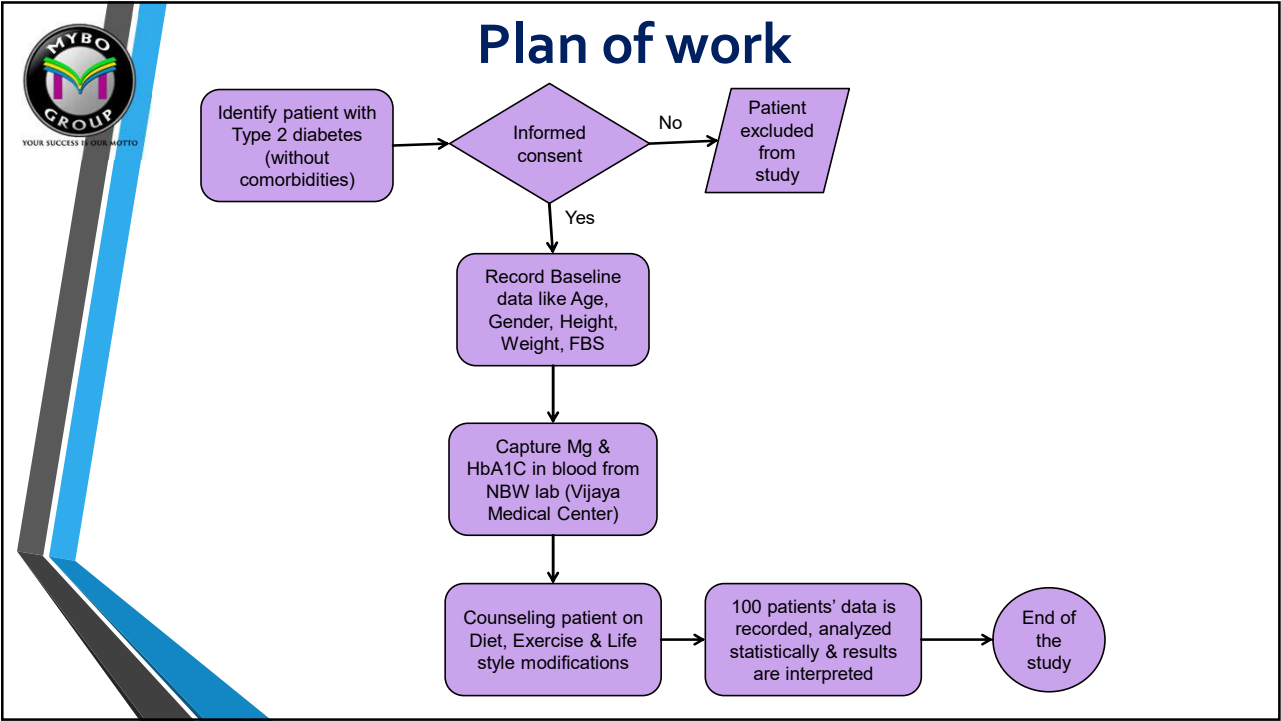 Plan of work
MYBO
GROUP
YOUR SUCCESS IS OUR MOTTO
Identify patient with
Type 2 diabetes
(without
comorbidities)
Informed
consent
No
Patient
excluded
from
study
Yes
Record Baseline
data like Age,
Gender, Height,
Weight, FBS
Capture Mg &
HbA1C in blood from
NBW lab (Vijaya
Medical Center)
Counseling patient on
Diet, Exercise & Life
style modifications
100 patients’ data is
recorded, analyzed
statistically & results
are interpreted
End of
the
study